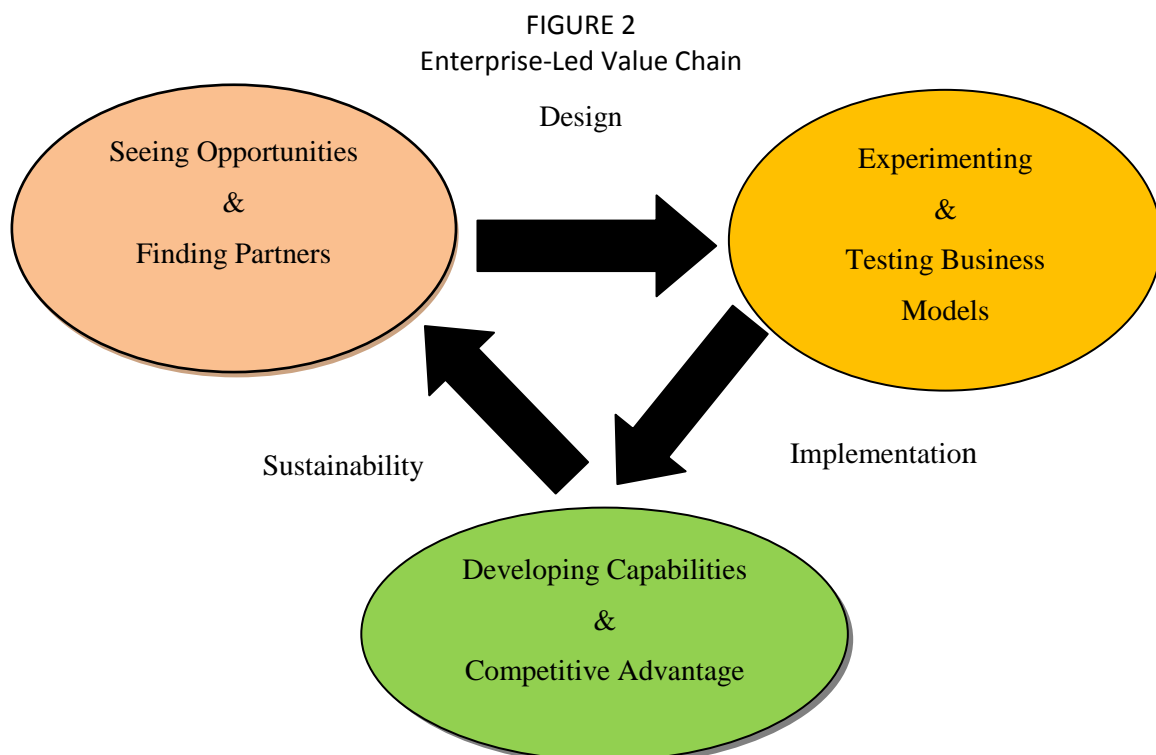 FIGURE 2
Enterprise-Led Value Chain
Design
Seeing Opportunities
&
Finding Partners
Experimenting
&
Testing Business
Models
Sustainability
Implementation
Developing Capabilities
&
Competitive Advantage